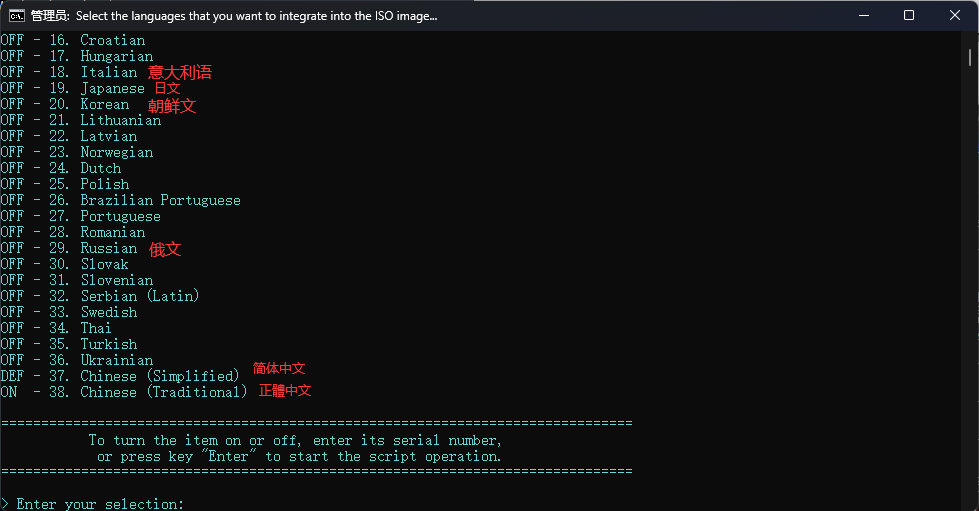 管理员: Select the languages that you want to integrate into the ISO image...
OFF - 16. Croatian
OFF - 17. Hungarian
OFF - 18. Italian 意大利语
OFF - 19. Japanese 日文
OFF - 20. Korean 朝鲜文
OFF - 21. Lithuanian
OFF - 22. Latvian
OFF - 23. Norwegian
OFF - 24. Dutch
OFF - 25. Polish
OFF - 26. Brazilian Portuguese
OFF - 27. Portuguese
OFF - 28. Romanian
OFF - 29. Russian 俄文
OFF - 30. Slovak
OFF - 31. Slovenian
OFF - 32. Serbian (Latin)
OFF - 33. Swedish
OFF - 34. Thai
OFF - 35. Turkish
OFF - 36. Ukrainian
DEF - 37. Chinese (Simplified) 简体中文
ON - 38. Chinese (Traditional) 正體中文
===============================================================================
To turn the item on or off, enter its serial number,
or press key "Enter" to start the script operation.
===============================================================================
> Enter your selection: